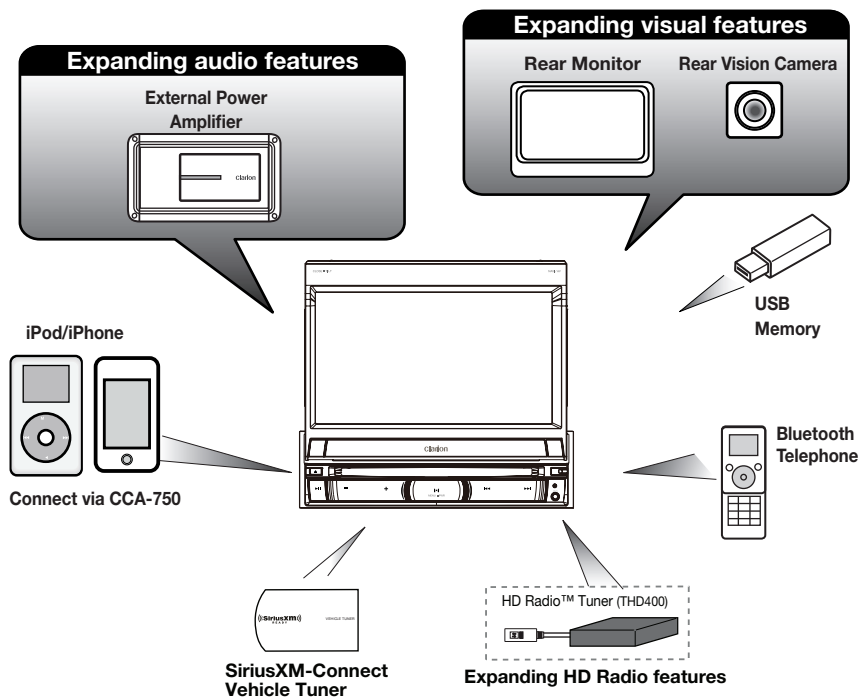 Expanding audio features
External Power
Amplifier
Clarion
Expanding visual features
Rear Monitor
Rear Vision Camera
USB
Memory
iPod/iPhone
Connect via CCA-750
Clarion
Bluetooth
Telephone
((SiriusXM))
READY
VEHICLE TUNER
SiriusXM-Connect
Vehicle Tuner
HD Radio™ Tuner (THD400)
Expanding HD Radio features